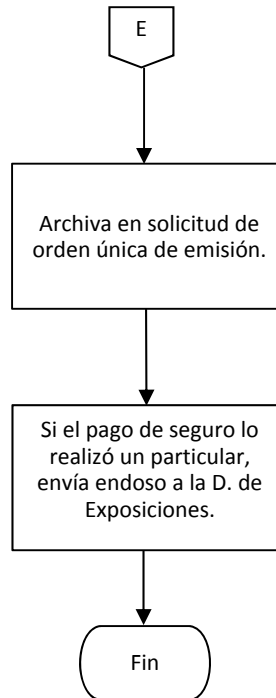 E
Archiva en solicitud de
orden única de emisión.
Si el pago de seguro lo
realizó un particular,
envía endoso a la D. de
Exposiciones.
Fin